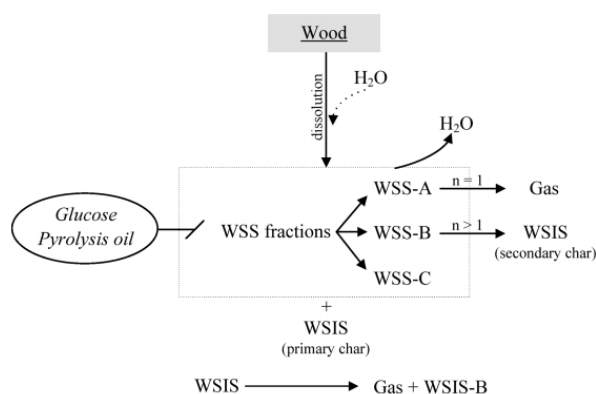 Wood
dissolution
H2O
H2O
WSS-A
n = 1
Gas
Glucose
Pyrolysis oil
WSS fractions
WSS-B
n > 1
WSIS
(secondary char)
WSS-C
+
WSIS
(primary char)
WSIS
Gas + WSIS-B